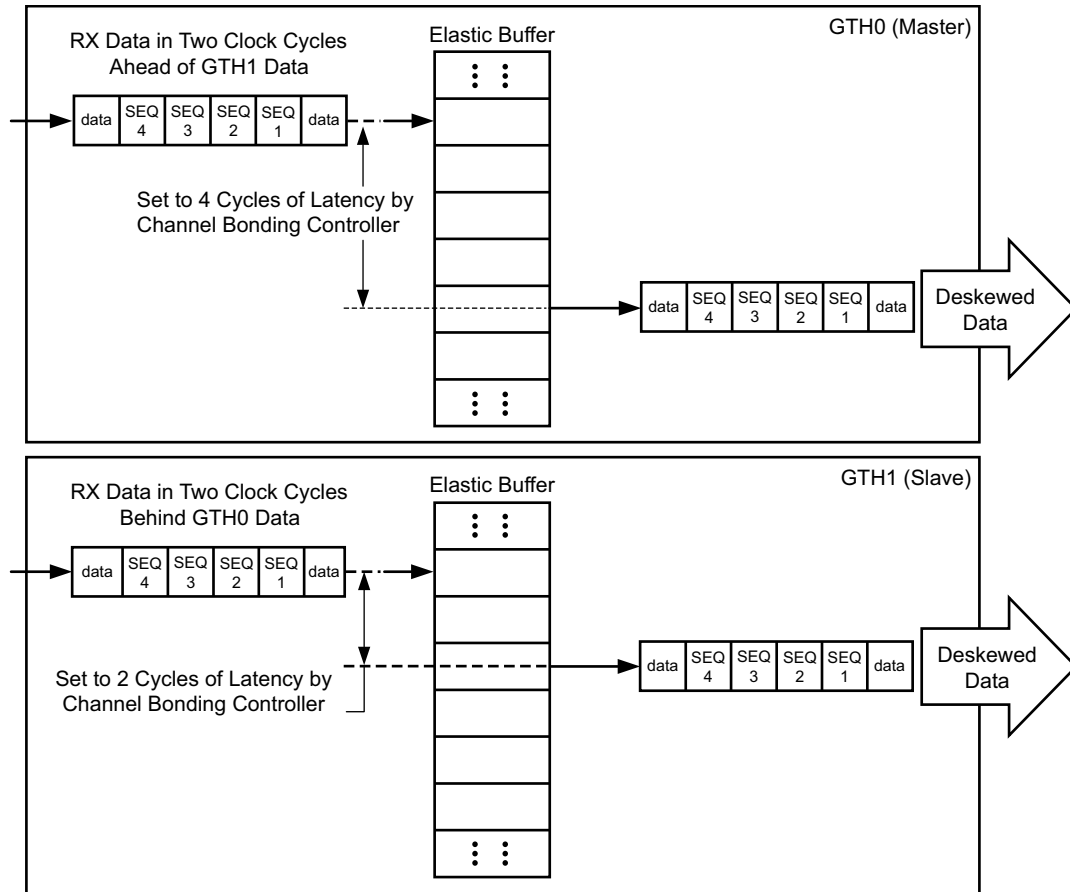 GTH0 (Master)
RX Data in Two Clock Cycles
Ahead of GTH1 Data
Elastic Buffer
data SEQ 4 SEQ 3 SEQ 2 SEQ 1 data
Set to 4 Cycles of Latency by
Channel Bonding Controller
data SEQ 4 SEQ 3 SEQ 2 SEQ 1 data
Deskewed
Data
GTH1 (Slave)
RX Data in Two Clock Cycles
Behind GTH0 Data
Elastic Buffer
data SEQ 4 SEQ 3 SEQ 2 SEQ 1 data
Set to 2 Cycles of Latency by
Channel Bonding Controller
data SEQ 4 SEQ 3 SEQ 2 SEQ 1 data
Deskewed
Data